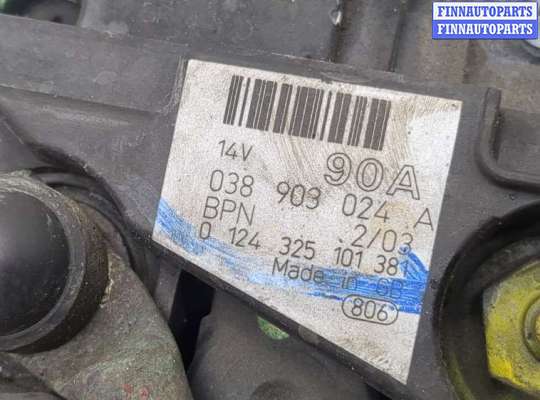 FINNAUTOPARTS
FINNAUTOPARTS
14V 90A
038 903 024 A
BPN 2/03
0 124 325 101 381
Made in GB
806